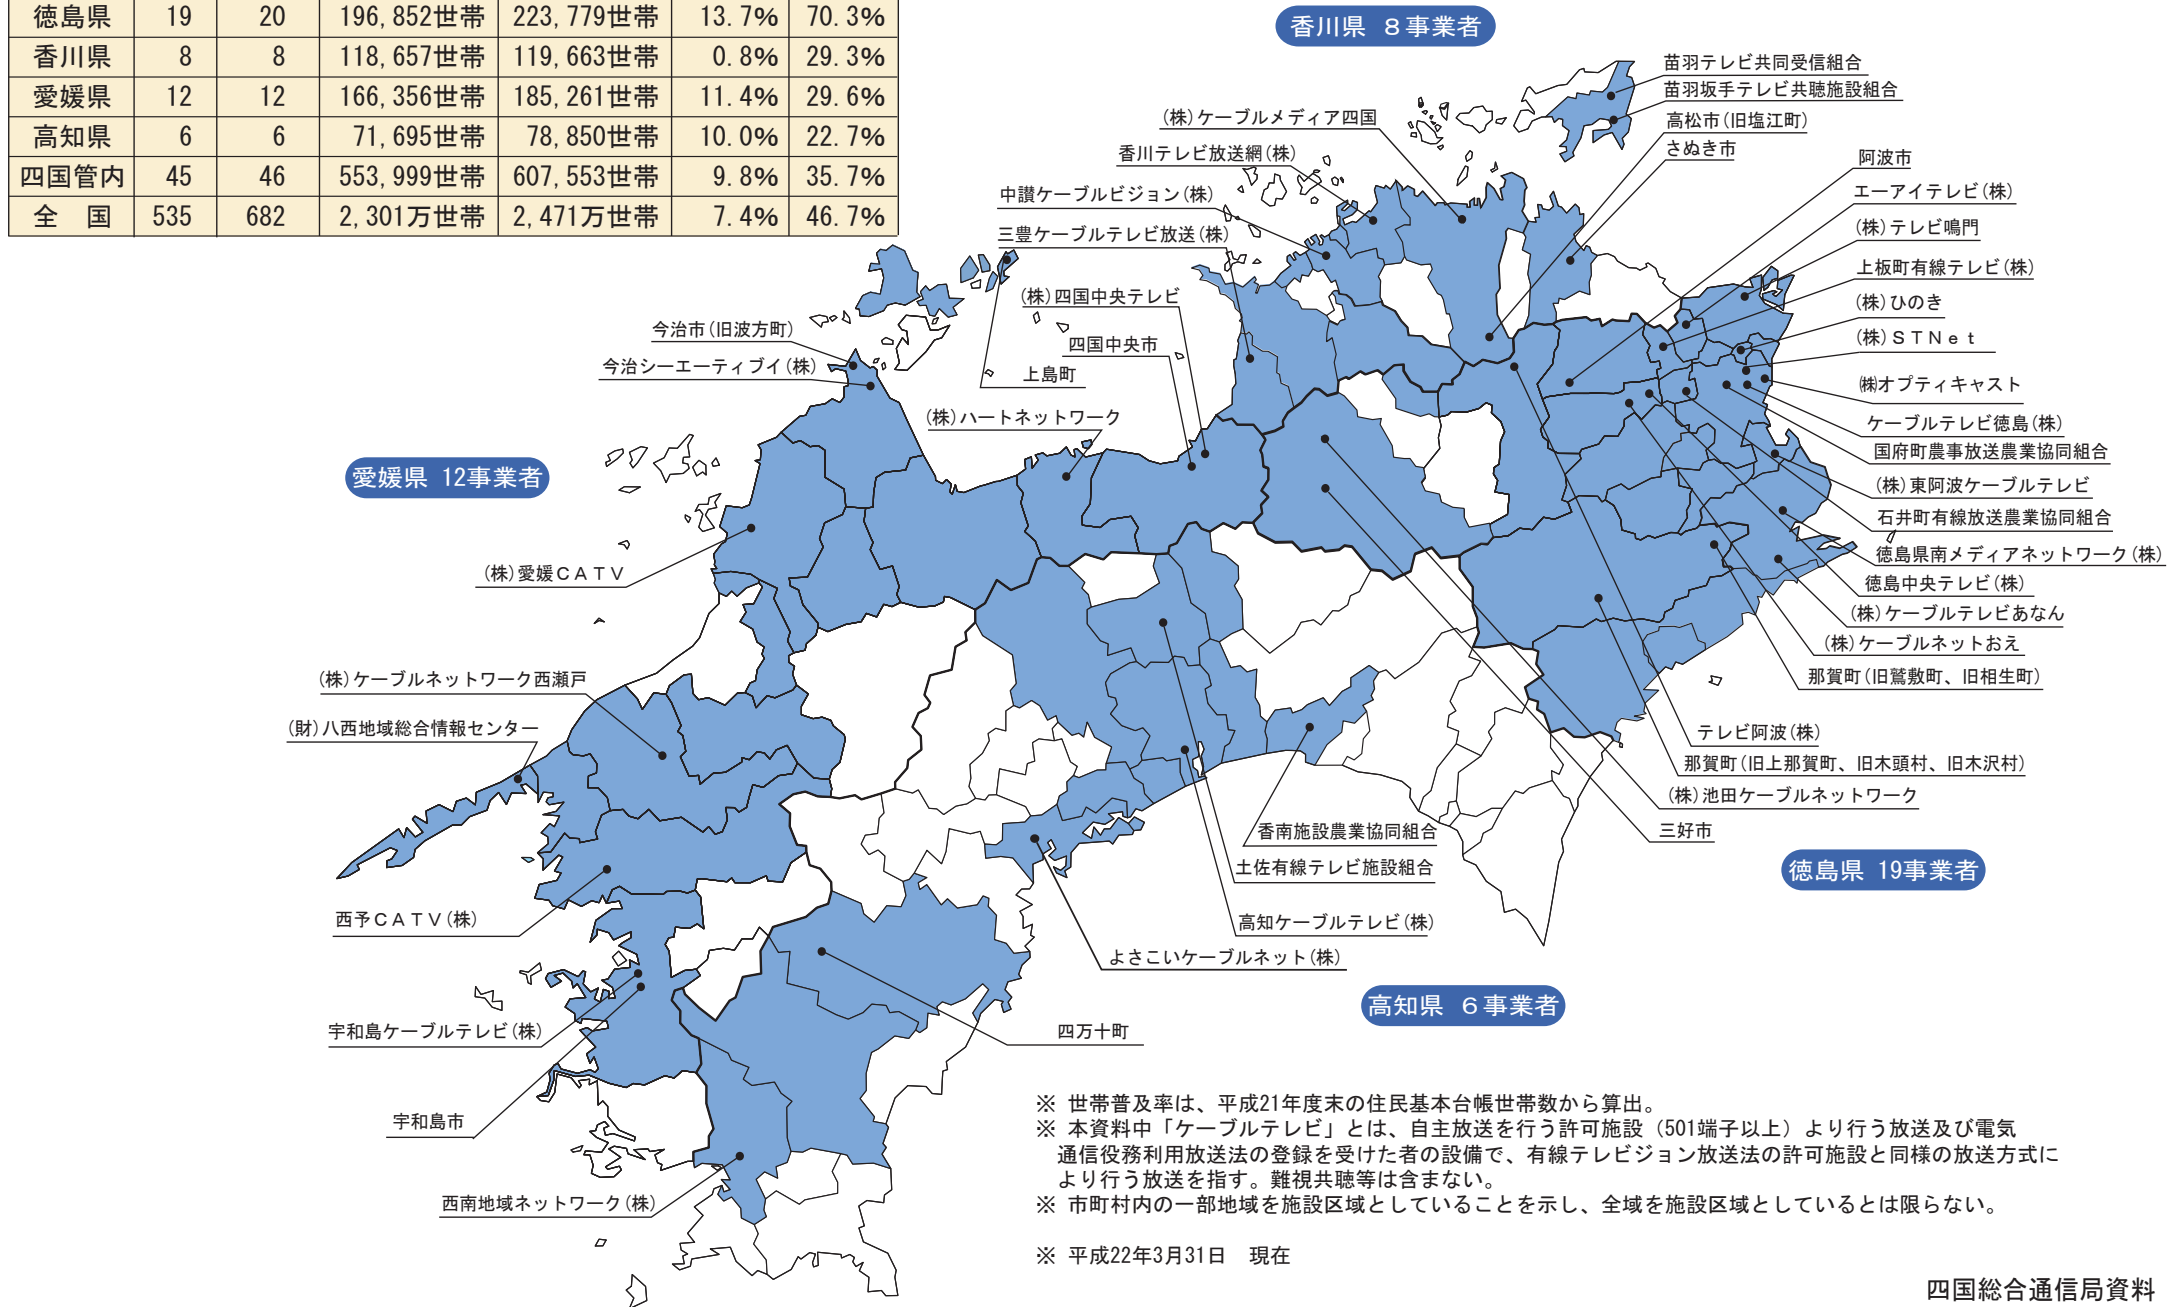 徳島県 19 20 196,852世帯 223,779世帯 13.7% 70.3%
香川県 8 8 118,657世帯 119,663世帯 0.8% 29.3%
愛媛県 12 12 166,356世帯 185,261世帯 11.4% 29.6%
高知県 6 6 71,695世帯 78,850世帯 10.0% 22.7%
四国管内 45 46 553,999世帯 607,553世帯 9.8% 35.7%
全 国 535 682 2,301万世帯 2,471万世帯 7.4% 46.7%
香川県 8事業者
苗羽テレビ共同受信組合
苗羽坂手テレビ共聴施設組合
高松市(旧塩江町)
さぬき市
(株)ケーブルメディア四国
香川テレビ放送網(株)
中讃ケーブルビジョン(株)
三豊ケーブルテレビ放送(株)
阿波市
エーアイテレビ(株)
(株)テレビ鳴門
上板町有線テレビ(株)
(株)ひのき
(株)STNet
㈱オプティキャスト
ケーブルテレビ徳島(株)
国府町農事放送農業協同組合
(株)東阿波ケーブルテレビ
石井町有線放送農業協同組合
徳島県南メディアネットワーク(株)
徳島中央テレビ(株)
(株)ケーブルテレビあなん
(株)ケーブルネットおえ
那賀町(旧鷲敷町、旧相生町)
テレビ阿波(株)
那賀町(旧上那賀町、旧木頭村、旧木沢村)
(株)池田ケーブルネットワーク
三好市
徳島県 19事業者
(株)四国中央テレビ
四国中央市
上島町
今治市(旧波方町)
今治シーエーティブイ(株)
(株)ハートネットワーク
愛媛県 12事業者
(株)愛媛CATV
(株)ケーブルネットワーク西瀬戸
(財)八西地域総合情報センター
西予CATV(株)
宇和島ケーブルテレビ(株)
宇和島市
西南地域ネットワーク(株)
香南施設農業協同組合
土佐有線テレビ施設組合
高知ケーブルテレビ(株)
よさこいケーブルネット(株)
四万十町
高知県 6事業者
※ 世帯普及率は、平成21年度末の住民基本台帳世帯数から算出。
※ 本資料中「ケーブルテレビ」とは、自主放送を行う許可施設(501端子以上)より行う放送及び電気
通信役務利用放送法の登録を受けた者の設備で、有線テレビジョン放送法の許可施設と同様の放送方式に
より行う放送を指す。難視共聴等は含まない。
※ 市町村内の一部地域を施設区域としていることを示し、全域を施設区域としているとは限らない。
※ 平成22年3月31日 現在
四国総合通信局資料